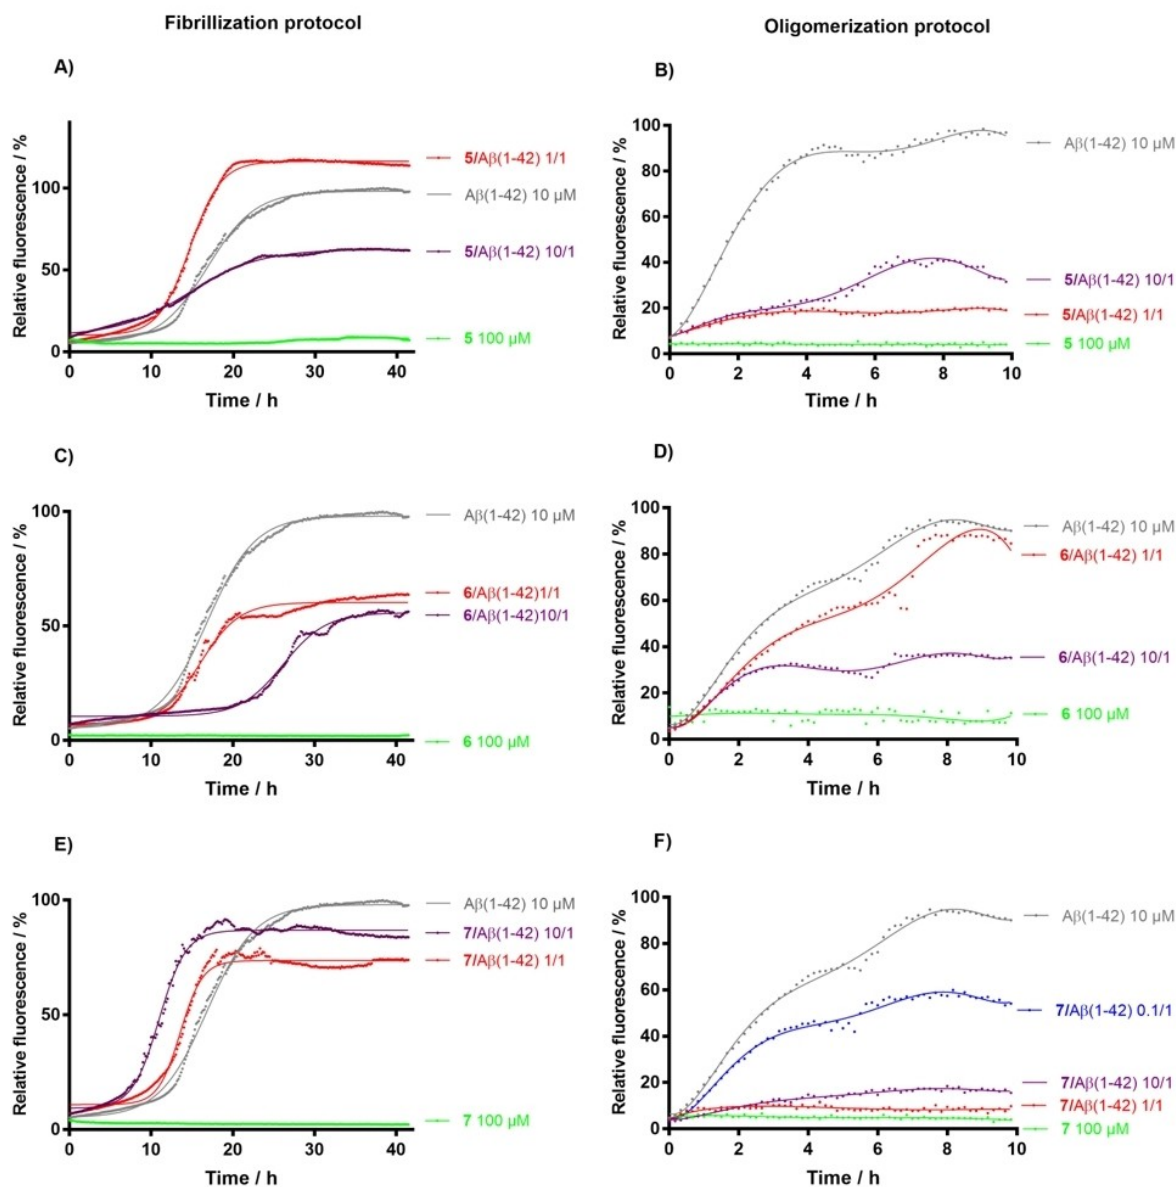 Fibrillization protocol
Oligomerization protocol
A)
Relative fluorescence / %
100
50
0
0 10 20 30 40
Time / h
5/Aβ(1-42) 1/1
Aβ(1-42) 10 µM
5/Aβ(1-42) 10/1
5 100 µM
B)
Relative fluorescence / %
100
80
60
40
20
0
0 2 4 6 8 10
Time / h
Aβ(1-42) 10 µM
5/Aβ(1-42) 10/1
5/Aβ(1-42) 1/1
5 100 µM
C)
Relative fluorescence / %
100
50
0
0 10 20 30 40
Time / h
Aβ(1-42) 10 µM
6/Aβ(1-42)1/1
6/Aβ(1-42)10/1
6 100 µM
D)
Relative fluorescence / %
100
80
60
40
20
0
0 2 4 6 8 10
Time / h
Aβ(1-42) 10 µM
6/Aβ(1-42) 1/1
6/Aβ(1-42) 10/1
6 100 µM
E)
Relative fluorescence / %
100
50
0
0 10 20 30 40
Time / h
Aβ(1-42) 10 µM
7/Aβ(1-42) 10/1
7/Aβ(1-42) 1/1
7 100 µM
F)
Relative fluorescence / %
100
80
60
40
20
0
0 2 4 6 8 10
Time / h
Aβ(1-42) 10 µM
7/Aβ(1-42) 0.1/1
7/Aβ(1-42) 10/1
7/Aβ(1-42) 1/1
7 100 µM